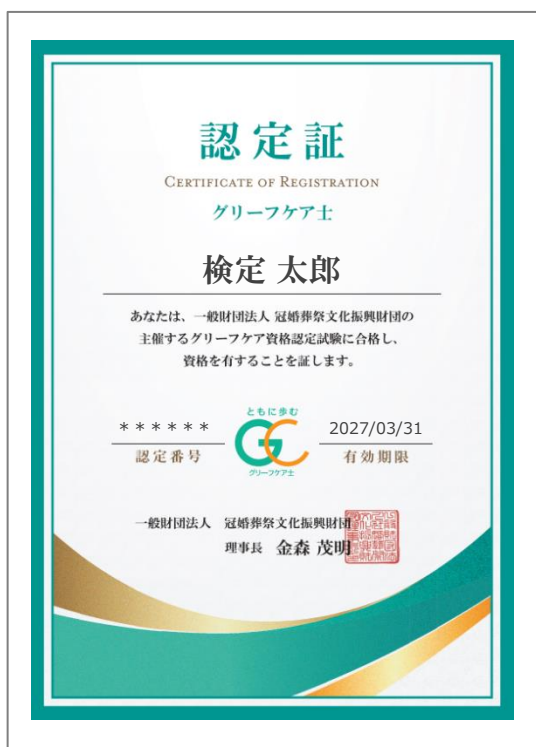 認定証
CERTIFICATE OF REGISTRATION
グリーフケア士
検定 太郎
あなたは、一般財団法人 冠婚葬祭文化振興財団の
主催するグリーフケア資格認定試験に合格し、
資格を有することを証します。
ともに歩む
GC
グリーフケア士
＊＊＊＊＊＊
認定番号
2027/03/31
有効期限
一般財団法人　冠婚葬祭文化振興財団
理事長　金森 茂明